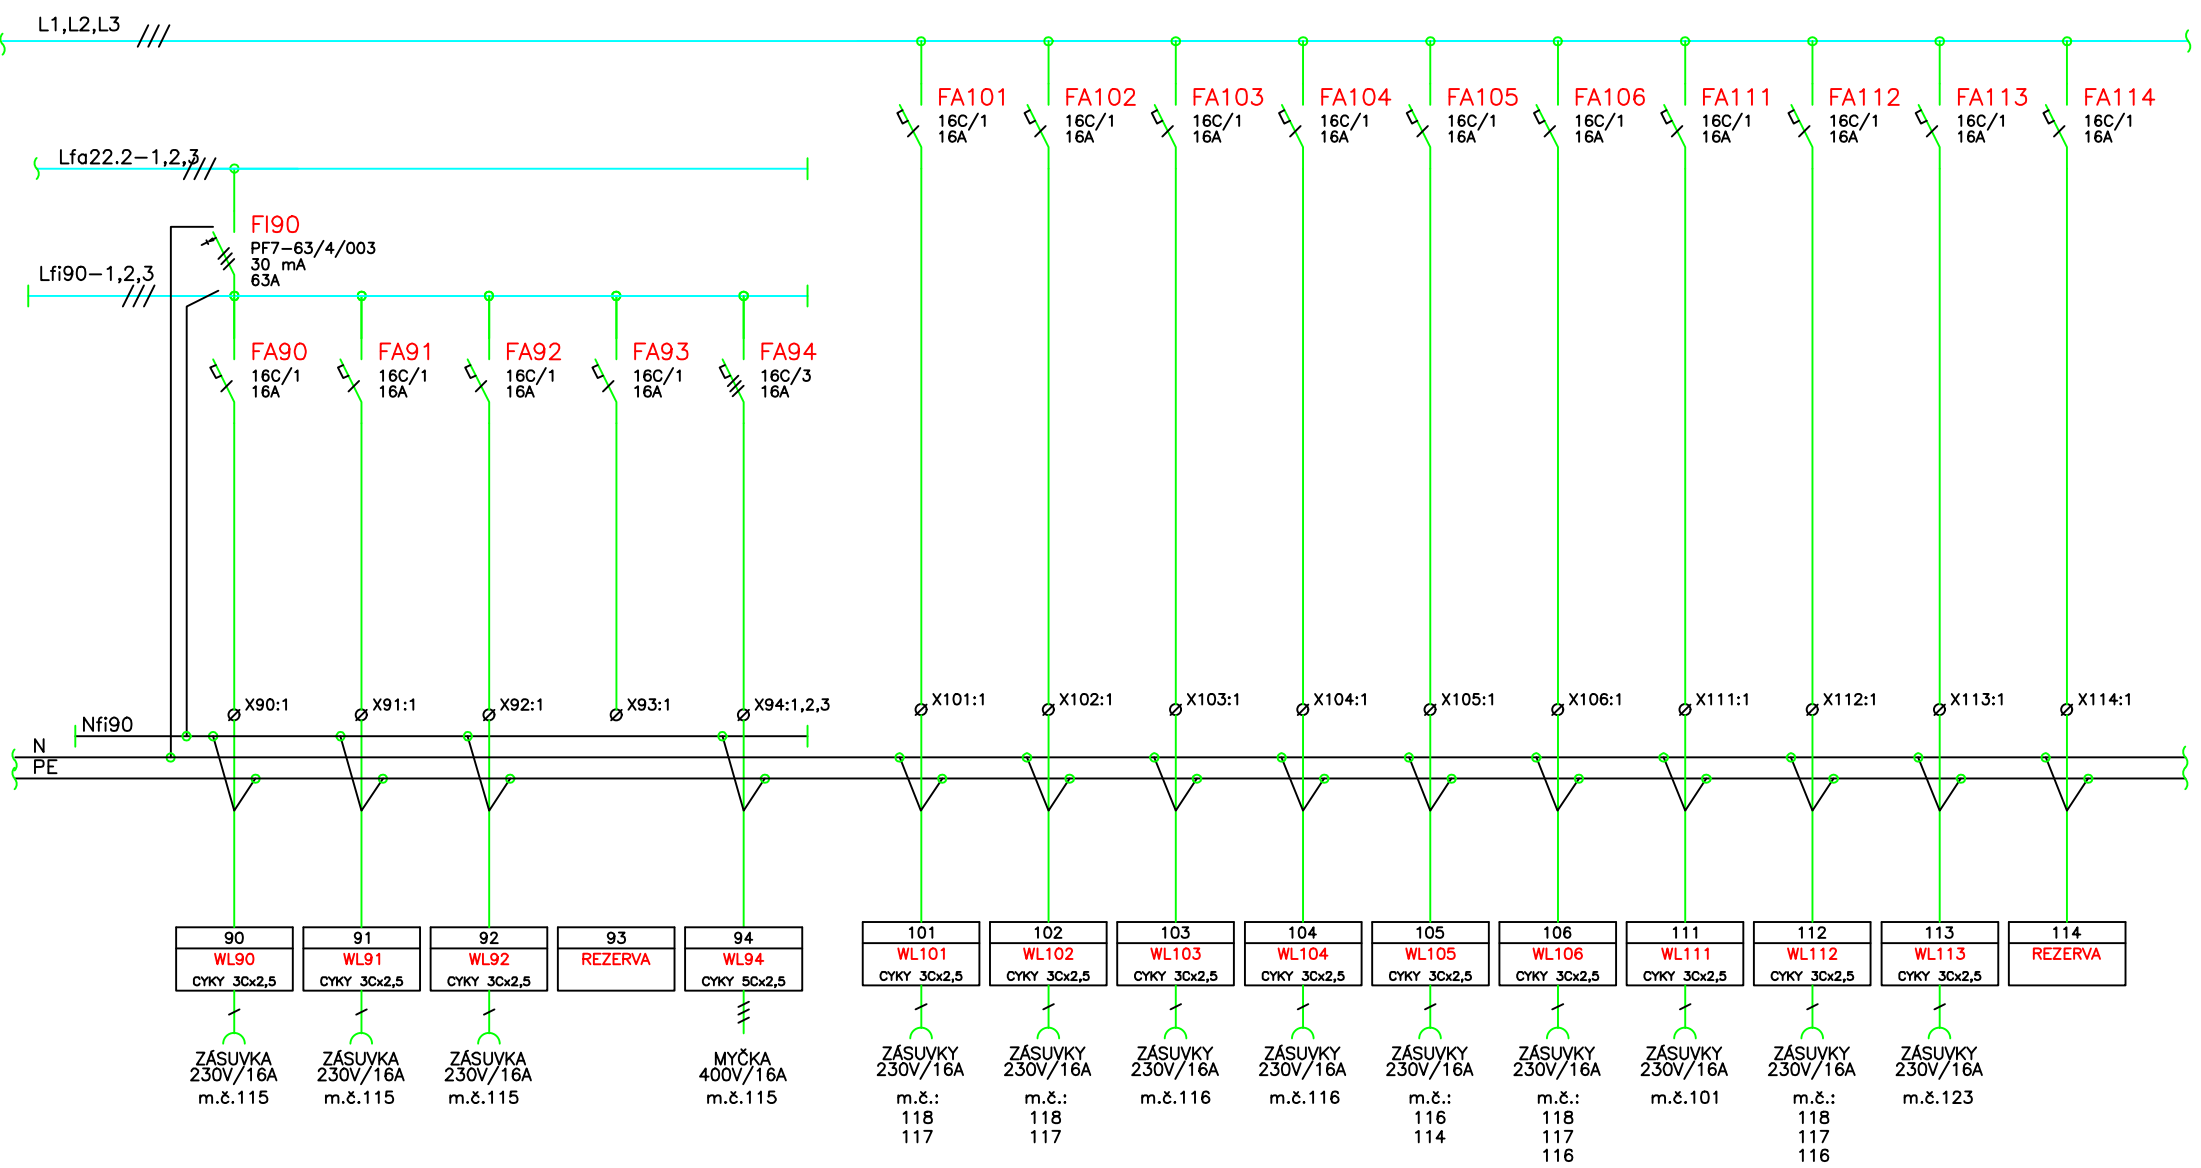 L1,L2,L3
FA101
16C/1
16A
FA102
16C/1
16A
FA103
16C/1
16A
FA104
16C/1
16A
FA105
16C/1
16A
FA106
16C/1
16A
FA111
16C/1
16A
FA112
16C/1
16A
FA113
16C/1
16A
FA114
16C/1
16A
Lfa22.2-1,2,3
FI90
PF7-63/4/003
30 mA
63A
Lfi90-1,2,3
FA90
16C/1
16A
FA91
16C/1
16A
FA92
16C/1
16A
FA93
16C/1
16A
FA94
16C/3
16A
X90:1
X91:1
X92:1
X93:1
X94:1,2,3
X101:1
X102:1
X103:1
X104:1
X105:1
X106:1
X111:1
X112:1
X113:1
X114:1
Nfi90
N
PE
90
WL90
CYKY 3Cx2,5
ZÁSUVKA
230V/16A
m.č.115
91
WL91
CYKY 3Cx2,5
ZÁSUVKA
230V/16A
m.č.115
92
WL92
CYKY 3Cx2,5
ZÁSUVKA
230V/16A
m.č.115
93
REZERVA
94
WL94
CYKY 5Cx2,5
MYČKA
400V/16A
m.č.115
101
WL101
CYKY 3Cx2,5
ZÁSUVKY
230V/16A
m.č.:
118
117
102
WL102
CYKY 3Cx2,5
ZÁSUVKY
230V/16A
m.č.:
118
117
103
WL103
CYKY 3Cx2,5
ZÁSUVKY
230V/16A
m.č.116
104
WL104
CYKY 3Cx2,5
ZÁSUVKY
230V/16A
m.č.116
105
WL105
CYKY 3Cx2,5
ZÁSUVKY
230V/16A
m.č.:
116
114
106
WL106
CYKY 3Cx2,5
ZÁSUVKY
230V/16A
m.č.:
118
117
116
111
WL111
CYKY 3Cx2,5
ZÁSUVKY
230V/16A
m.č.101
112
WL112
CYKY 3Cx2,5
ZÁSUVKY
230V/16A
m.č.:
118
117
116
113
WL113
CYKY 3Cx2,5
ZÁSUVKY
230V/16A
m.č.123
114
REZERVA